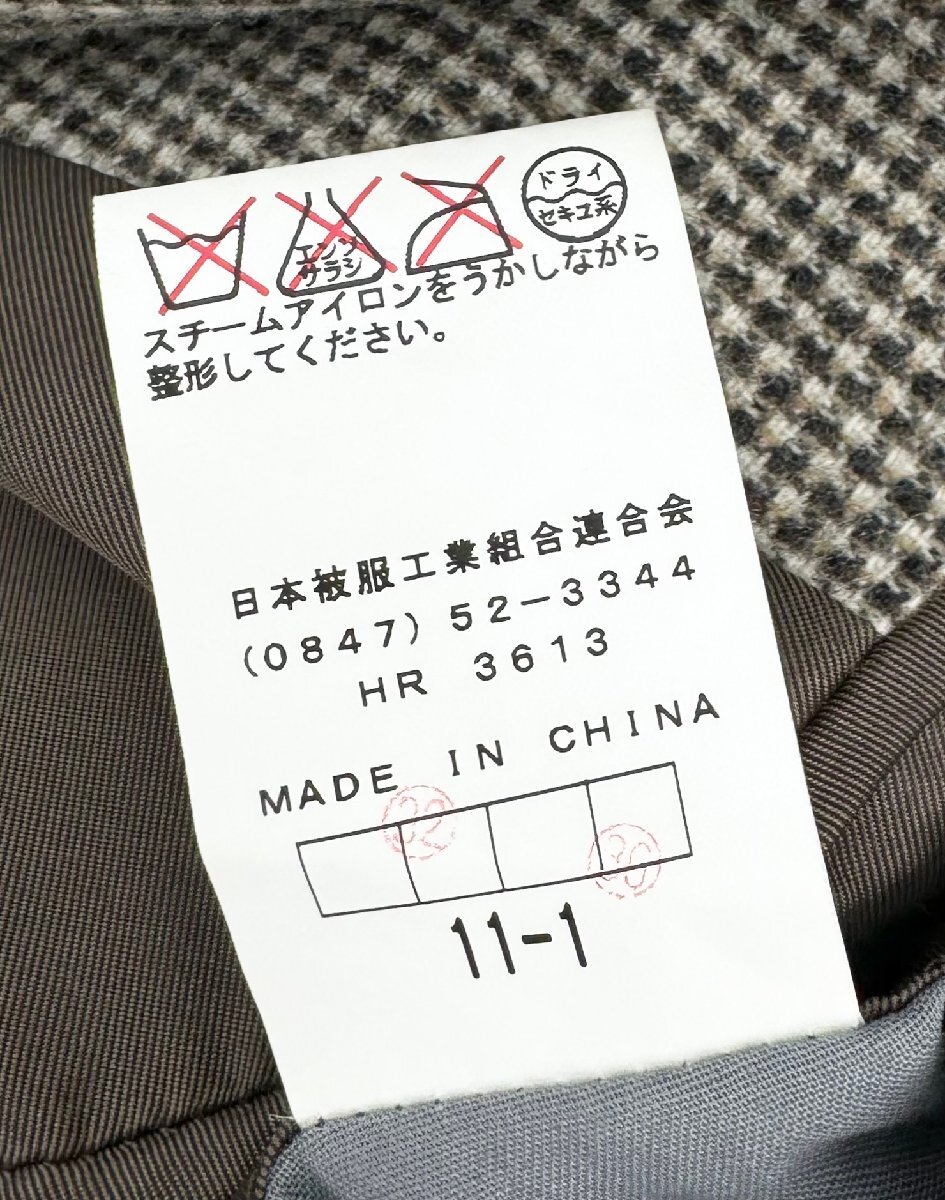 エンソ
サラシ
ドライ
セキユ系
スチームアイロンをうかしながら
整形してください。
日本被服工業組合連合会
(0847) 52-3344
HR 3613
MADE IN CHINA
32
30
11-1